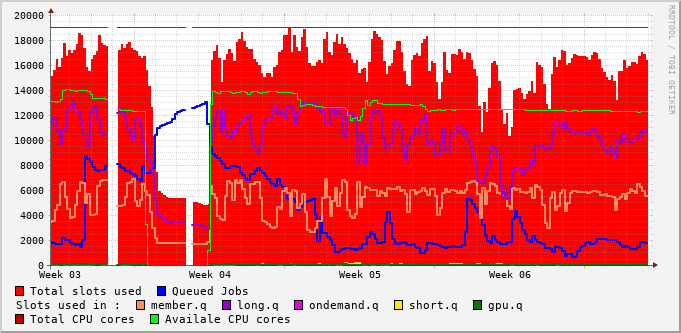 20000
18000
16000
14000
12000
10000
8000
6000
4000
2000
0
Week 03 Week 04 Week 05 Week 06
RRDTOOL / TOBI OETIKER
Total slots used Queued Jobs
Slots used in : member.q long.q ondemand.q short.q gpu.q
Total CPU cores Availale CPU cores